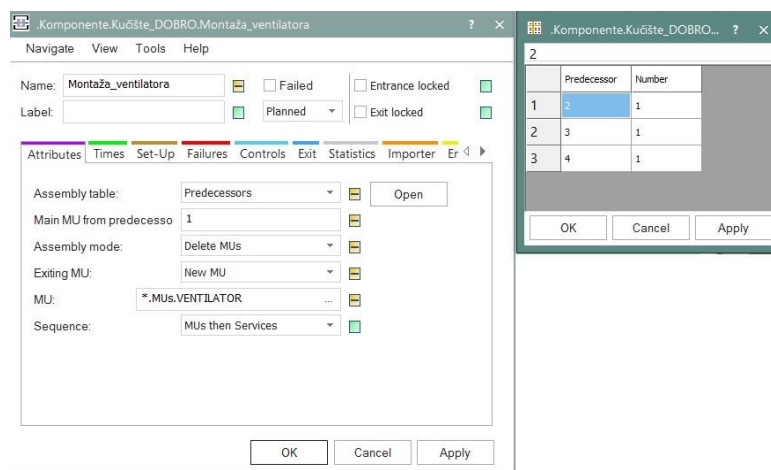 .Komponente.Kučište_DOBRO.Montaža_ventilatora ? ×
Navigate View Tools Help
Name: Montaža_ventilatora Failed Entrance locked
Label: Planned Exit locked
Attributes Times Set-Up Failures Controls Exit Statistics Importer Er
Assembly table: Predecessors Open
Main MU from predecesso 1
Assembly mode: Delete MUs
Exiting MU: New MU
MU: *.MUs.VENTILATOR ...
Sequence: MUs then Services
OK Cancel Apply
.Komponente.Kučište_DOBRO... ? ×
2
Predecessor Number
1 2 1
2 3 1
3 4 1
OK Cancel Apply